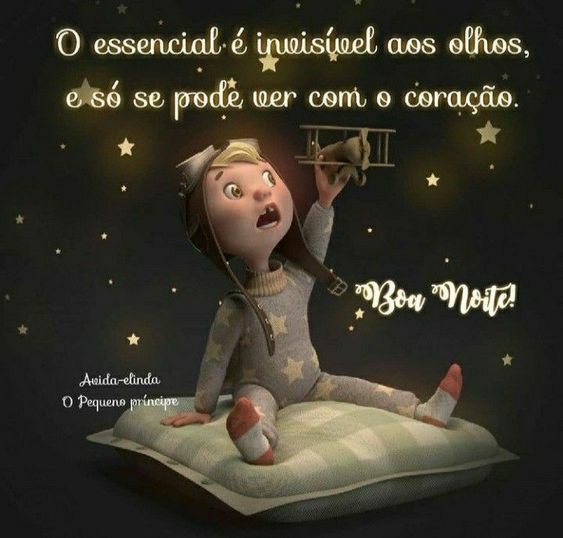 O essencial é invisível aos olhos,
e só se pode ver com o coração.
Boa Noite!
Avida-elinda
O Pequeno príncipe